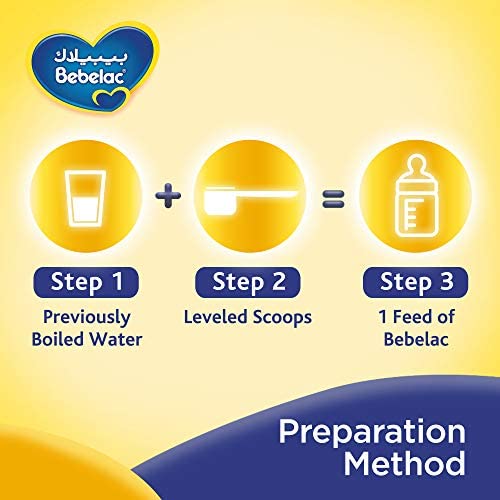 بيبيلاك
Bebelac
+
=
Step 1
Step 2
Step 3
Previously
Boiled Water
Leveled Scoops
1 Feed of
Bebelac
Preparation
Method